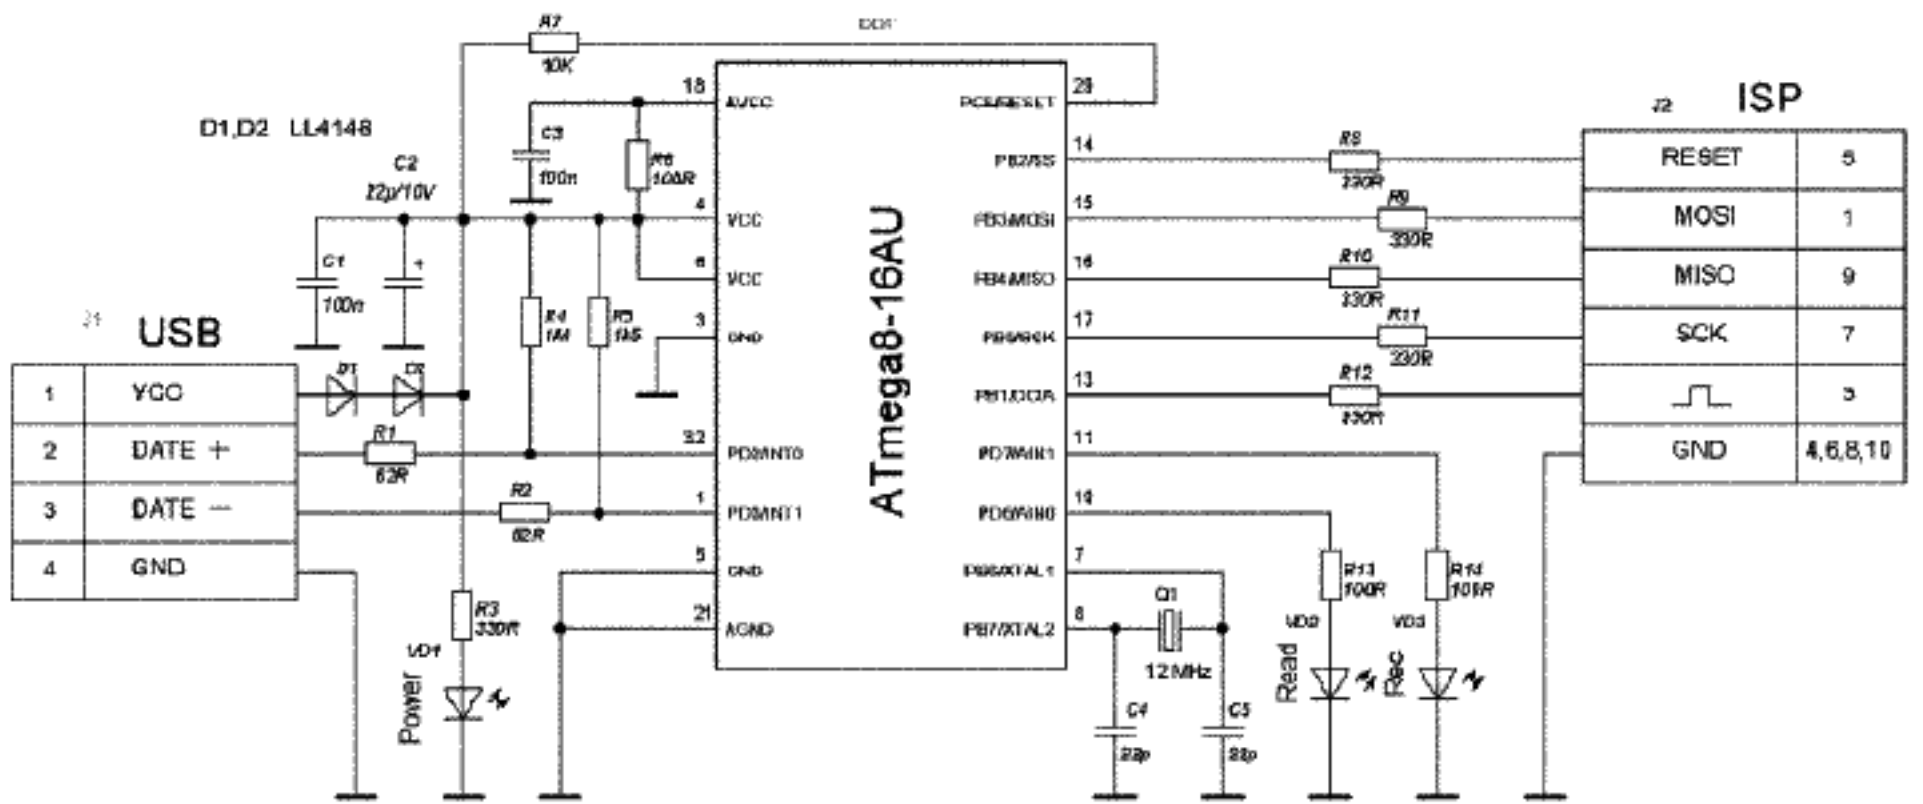 R7
10K
18
AVCC
29
PC6/RESET
ISP
J2
D1,D2 LL4148
C3
100n
R6
100R
14
PB2/SS
R8
330R
RESET
5
C2
22µ/10V
4
VCC
15
PB3/MOSI
R9
330R
MOSI
1
C1
100n
+
6
VCC
16
PB4/MISO
R10
330R
MISO
9
J1
USB
R4
1M
R5
1k5
3
GND
17
PB5/SCK
R11
330R
SCK
7
1
VCC
D1
D2
13
PB1/OC1A
R12
330R
3
2
DATE +
R1
62R
32
PD2/INT0
11
PD7/AIN1
GND
4,6,8,10
3
DATE -
R2
62R
1
PD3/INT1
10
PD6/AIN0
4
GND
5
GND
7
PB6/XTAL1
R13
100R
R14
100R
R3
330R
21
AGND
8
PB7/XTAL2
Q1
12 MHz
VD1
Power
VD2
Read
VD3
Rec
C4
22p
C5
22p
ATmega8-16AU